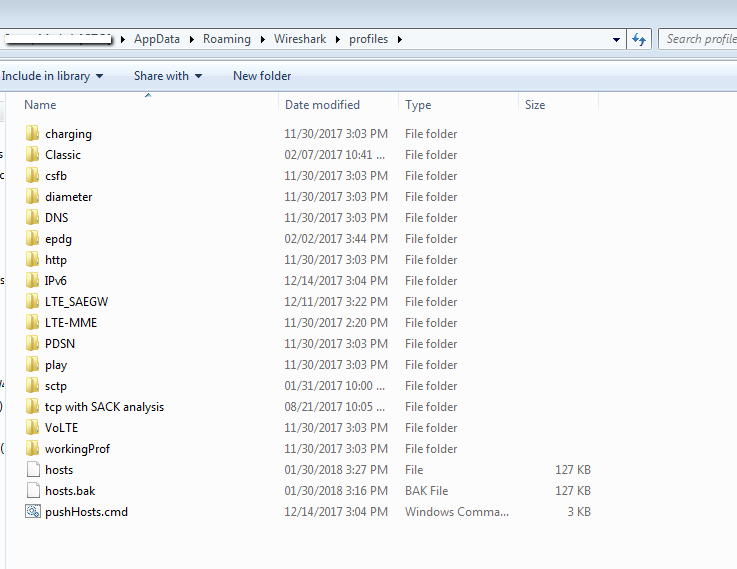 AppData Roaming Wireshark profiles Search profile
Include in library Share with New folder
Name Date modified Type Size
charging 11/30/2017 3:03 PM File folder
Classic 02/07/2017 10:41 ... File folder
csfb 11/30/2017 3:03 PM File folder
diameter 11/30/2017 3:03 PM File folder
DNS 11/30/2017 3:03 PM File folder
epdg 02/02/2017 3:44 PM File folder
http 11/30/2017 3:03 PM File folder
IPv6 12/14/2017 3:04 PM File folder
LTE_SAEGW 12/11/2017 3:22 PM File folder
LTE-MME 11/30/2017 2:20 PM File folder
PDSN 11/30/2017 3:03 PM File folder
play 11/30/2017 3:03 PM File folder
sctp 01/31/2017 10:00 ... File folder
tcp with SACK analysis 08/21/2017 10:05 ... File folder
VoLTE 11/30/2017 3:03 PM File folder
workingProf 11/30/2017 3:03 PM File folder
hosts 01/30/2018 3:27 PM File 127 KB
hosts.bak 01/30/2018 3:16 PM BAK File 127 KB
pushHosts.cmd 12/14/2017 3:04 PM Windows Comma... 3 KB